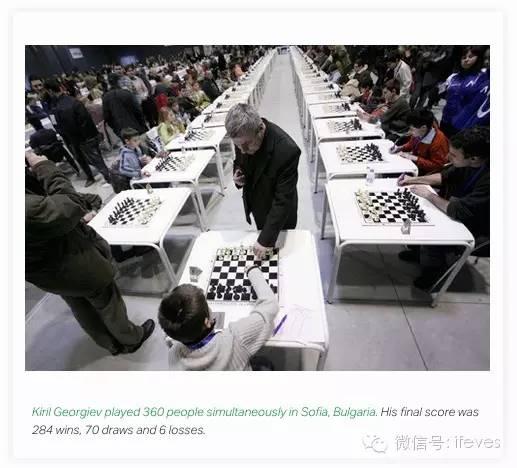 Kiril Georgiev played 360 people simultaneously in Sofia, Bulgaria. His final score was
284 wins, 70 draws and 6 losses.
微信号: ifeves